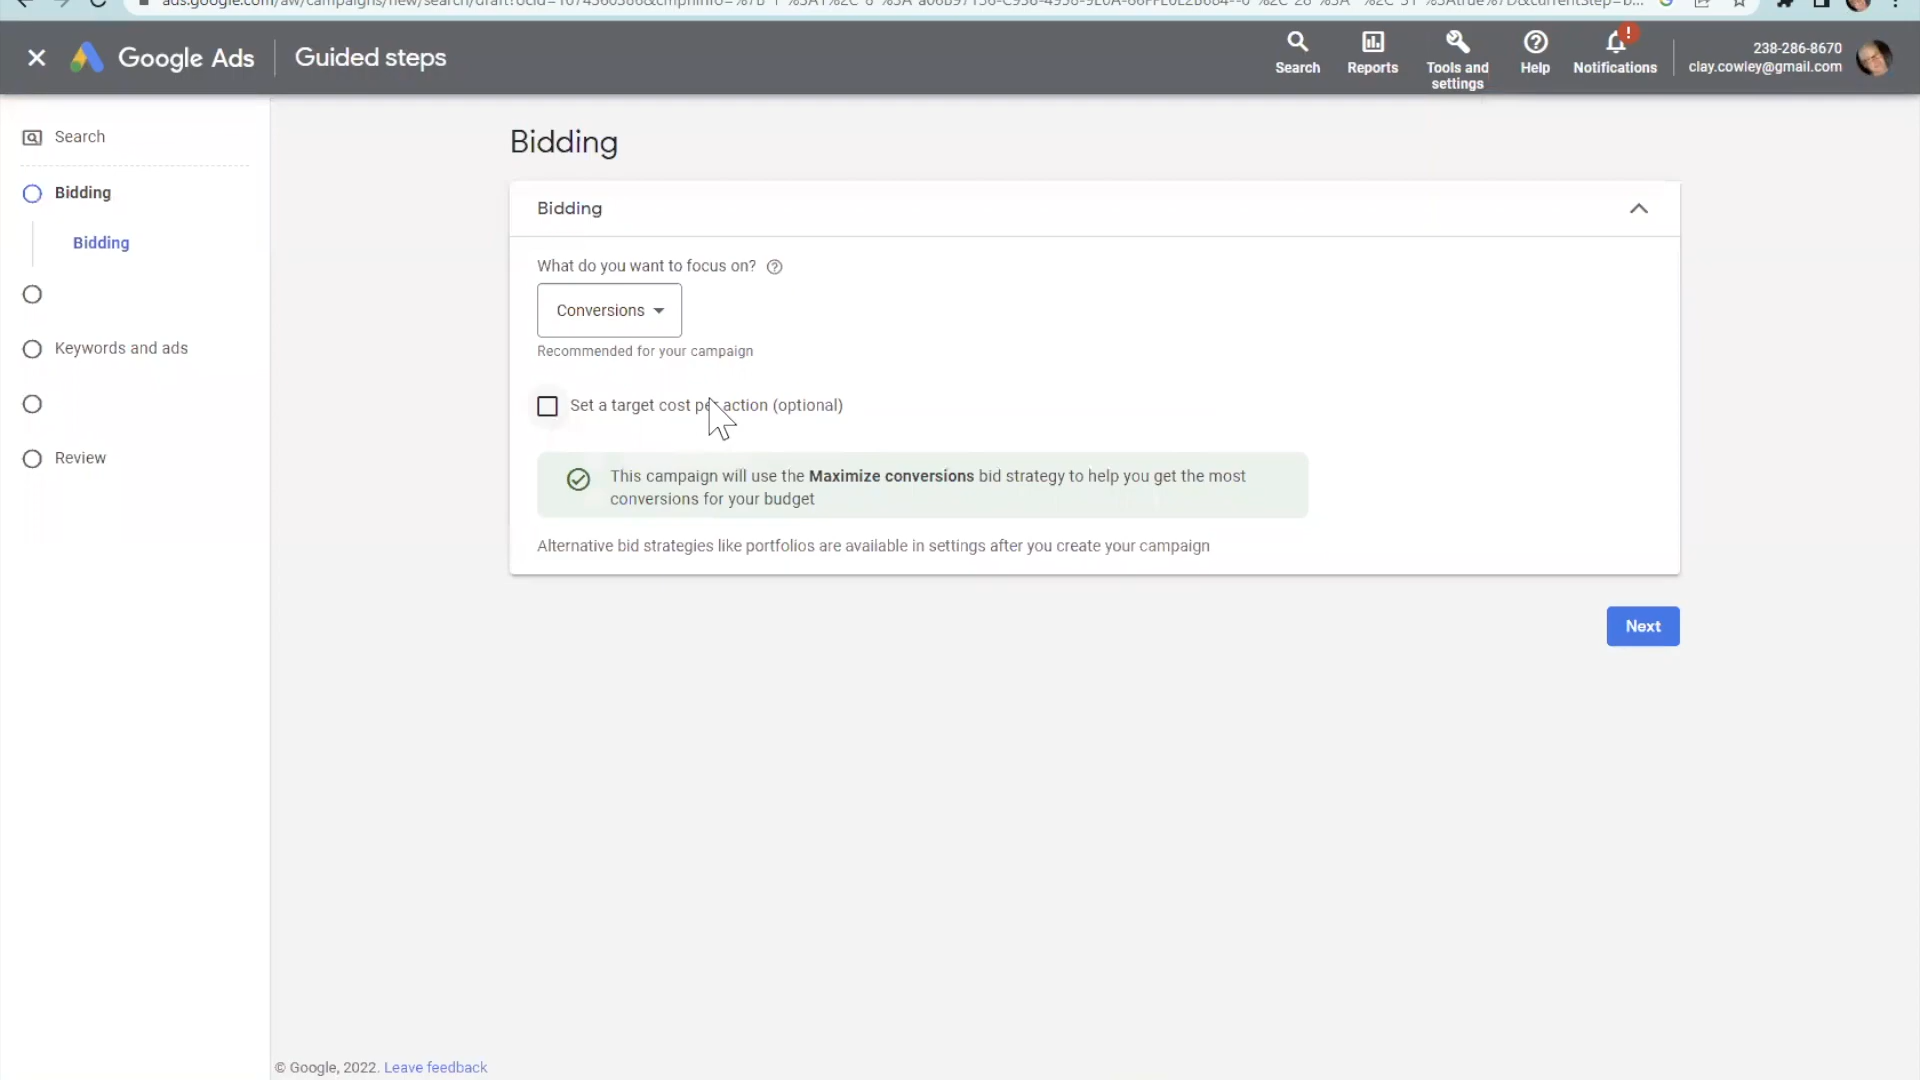 Google Ads
Guided steps
Search
Reports
Tools and
settings
Help
!
Notifications
238-286-8670
clay.cowley@gmail.com
Search
Bidding
Bidding
Keywords and ads
Review
Bidding
Bidding
What do you want to focus on?
Conversions
Recommended for your campaign
Set a target cost per action (optional)
This campaign will use the Maximize conversions bid strategy to help you get the most
conversions for your budget
Alternative bid strategies like portfolios are available in settings after you create your campaign
Next
© Google, 2022. Leave feedback